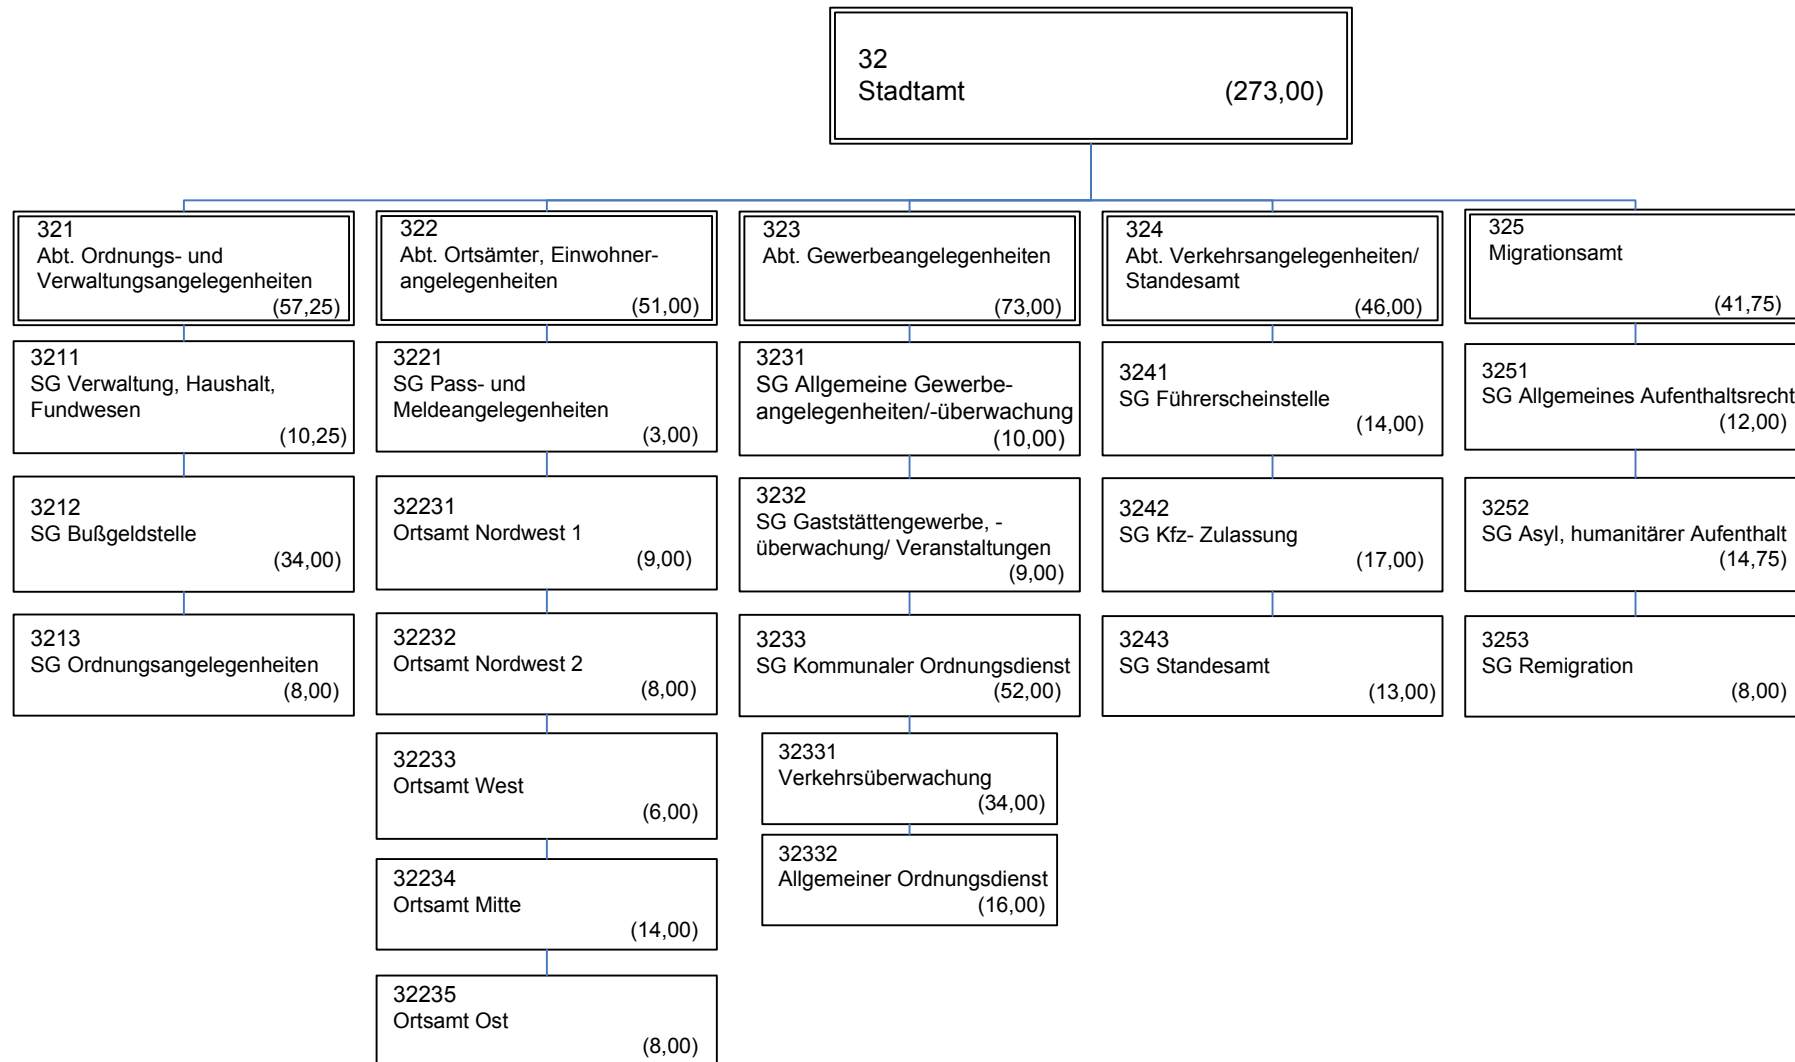 32
Stadtamt (273,00)
321
Abt. Ordnungs- und
Verwaltungsangelegenheiten
(57,25)
3211
SG Verwaltung, Haushalt,
Fundwesen
(10,25)
3212
SG Bußgeldstelle
(34,00)
3213
SG Ordnungsangelegenheiten
(8,00)
322
Abt. Ortsämter, Einwohner-
angelegenheiten
(51,00)
3221
SG Pass- und
Meldeangelegenheiten
(3,00)
32231
Ortsamt Nordwest 1
(9,00)
32232
Ortsamt Nordwest 2
(8,00)
32233
Ortsamt West
(6,00)
32234
Ortsamt Mitte
(14,00)
32235
Ortsamt Ost
(8,00)
323
Abt. Gewerbeangelegenheiten
(73,00)
3231
SG Allgemeine Gewerbe-
angelegenheiten/-überwachung
(10,00)
3232
SG Gaststättengewerbe, -
überwachung/ Veranstaltungen
(9,00)
3233
SG Kommunaler Ordnungsdienst
(52,00)
32331
Verkehrsüberwachung
(34,00)
32332
Allgemeiner Ordnungsdienst
(16,00)
324
Abt. Verkehrsangelegenheiten/
Standesamt
(46,00)
3241
SG Führerscheinstelle
(14,00)
3242
SG Kfz- Zulassung
(17,00)
3243
SG Standesamt
(13,00)
325
Migrationsamt
(41,75)
3251
SG Allgemeines Aufenthaltsrecht
(12,00)
3252
SG Asyl, humanitärer Aufenthalt
(14,75)
3253
SG Remigration
(8,00)